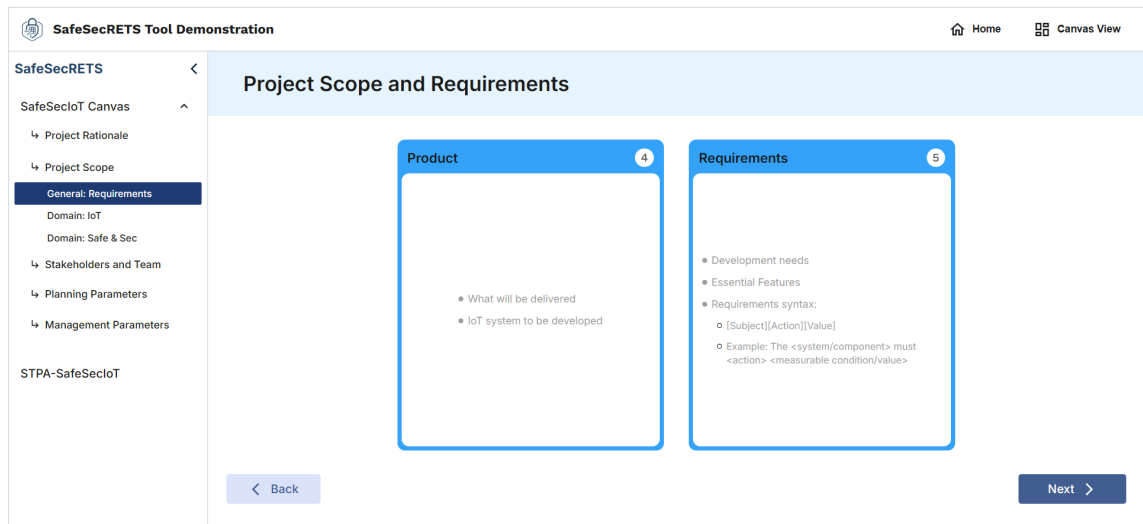 SafeSecRETS Tool Demonstration
Home
Canvas View
SafeSecRETS
SafeSecIoT Canvas
Project Rationale
Project Scope
General: Requirements
Domain: IoT
Domain: Safe & Sec
Stakeholders and Team
Planning Parameters
Management Parameters
STPA-SafeSecIoT
Project Scope and Requirements
Product
4
What will be delivered
IoT system to be developed
Requirements
5
Development needs
Essential Features
Requirements syntax:
[Subject][Action][Value]
Example: The <system/component> must
<action> <measurable condition/value>
Back
Next